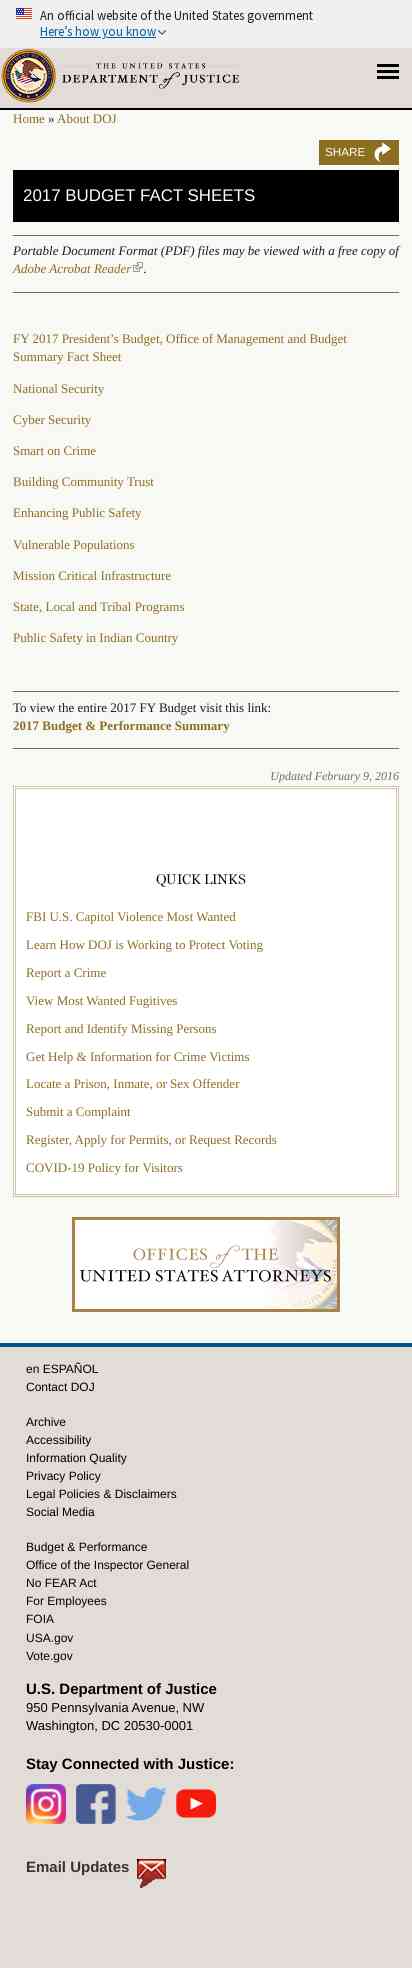 An official website of the United States government
Here's how you know
THE UNITED STATES
DEPARTMENT of JUSTICE
Home » About DOJ
SHARE
2017 BUDGET FACT SHEETS
Portable Document Format (PDF) files may be viewed with a free copy of
Adobe Acrobat Reader.
FY 2017 President's Budget, Office of Management and Budget
Summary Fact Sheet
National Security
Cyber Security
Smart on Crime
Building Community Trust
Enhancing Public Safety
Vulnerable Populations
Mission Critical Infrastructure
State, Local and Tribal Programs
Public Safety in Indian Country
To view the entire 2017 FY Budget visit this link:
2017 Budget & Performance Summary
Updated February 9, 2016
QUICK LINKS
FBI U.S. Capitol Violence Most Wanted
Learn How DOJ is Working to Protect Voting
Report a Crime
View Most Wanted Fugitives
Report and Identify Missing Persons
Get Help & Information for Crime Victims
Locate a Prison, Inmate, or Sex Offender
Submit a Complaint
Register, Apply for Permits, or Request Records
COVID-19 Policy for Visitors
OFFICES of THE
UNITED STATES ATTORNEYS
en ESPAÑOL
Contact DOJ
Archive
Accessibility
Information Quality
Privacy Policy
Legal Policies & Disclaimers
Social Media
Budget & Performance
Office of the Inspector General
No FEAR Act
For Employees
FOIA
USA.gov
Vote.gov
U.S. Department of Justice
950 Pennsylvania Avenue, NW
Washington, DC 20530-0001
Stay Connected with Justice:
Email Updates